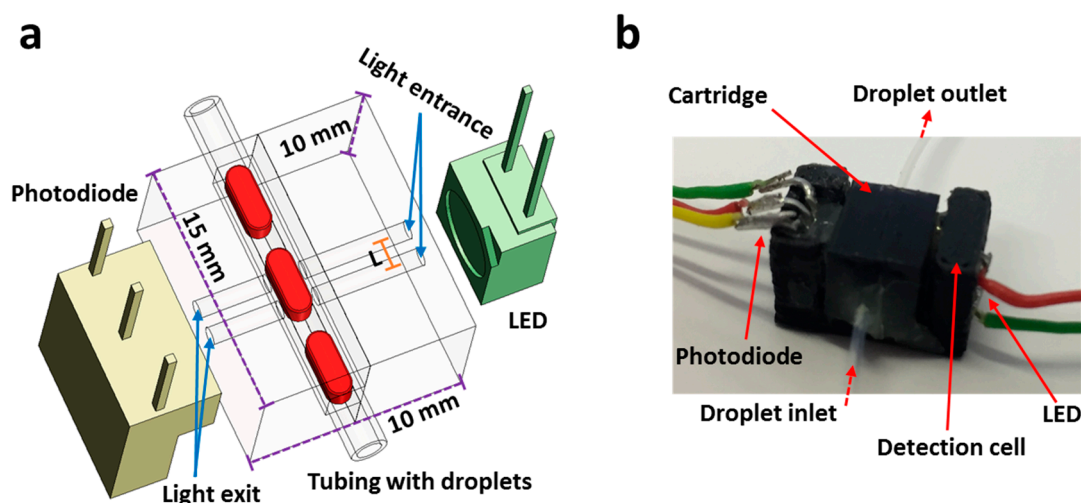 a
b
Light entrance
10 mm
Photodiode
15 mm
L
LED
10 mm
Light exit
Tubing with droplets
Cartridge
Droplet outlet
Photodiode
Droplet inlet
LED
Detection cell